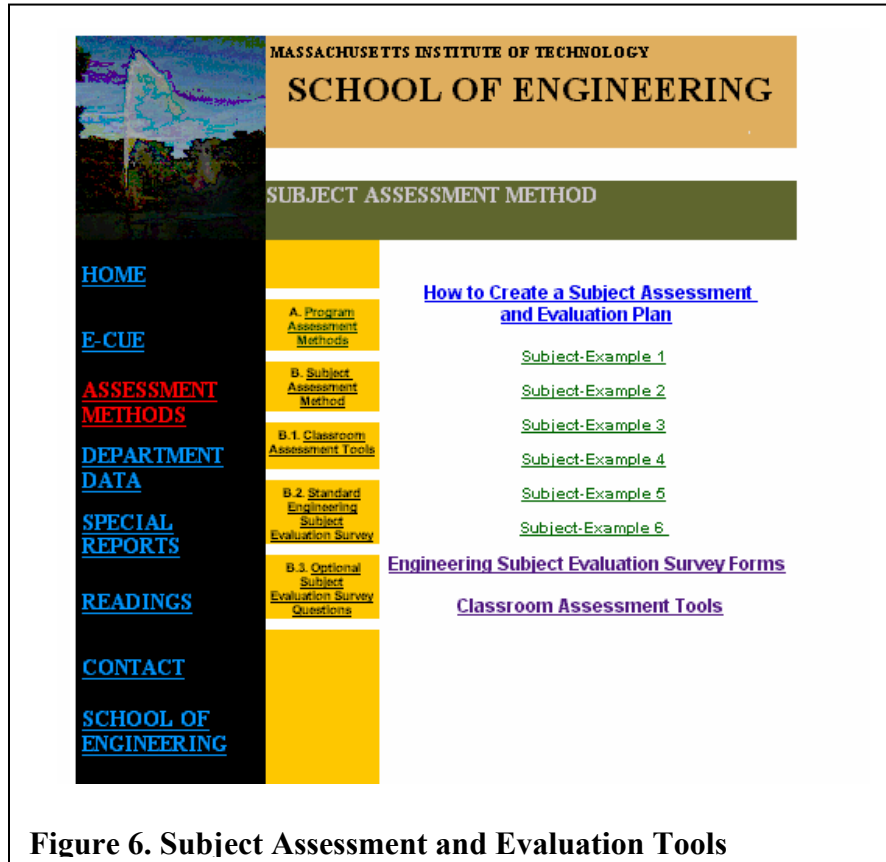 MASSACHUSETTS INSTITUTE OF TECHNOLOGY
SCHOOL OF ENGINEERING
SUBJECT ASSESSMENT METHOD
HOME
E-CUE
ASSESSMENT
METHODS
DEPARTMENT
DATA
SPECIAL
REPORTS
READINGS
CONTACT
SCHOOL OF
ENGINEERING
A. Program
Assessment
Methods
B. Subject
Assessment
Method
B.1. Classroom
Assessment Tools
B.2. Standard
Engineering
Subject
Evaluation Survey
B.3. Optional
Subject
Evaluation Survey
Questions
How to Create a Subject Assessment
and Evaluation Plan
Subject-Example 1
Subject-Example 2
Subject-Example 3
Subject-Example 4
Subject-Example 5
Subject-Example 6
Engineering Subject Evaluation Survey Forms
Classroom Assessment Tools
Figure 6. Subject Assessment and Evaluation Tools